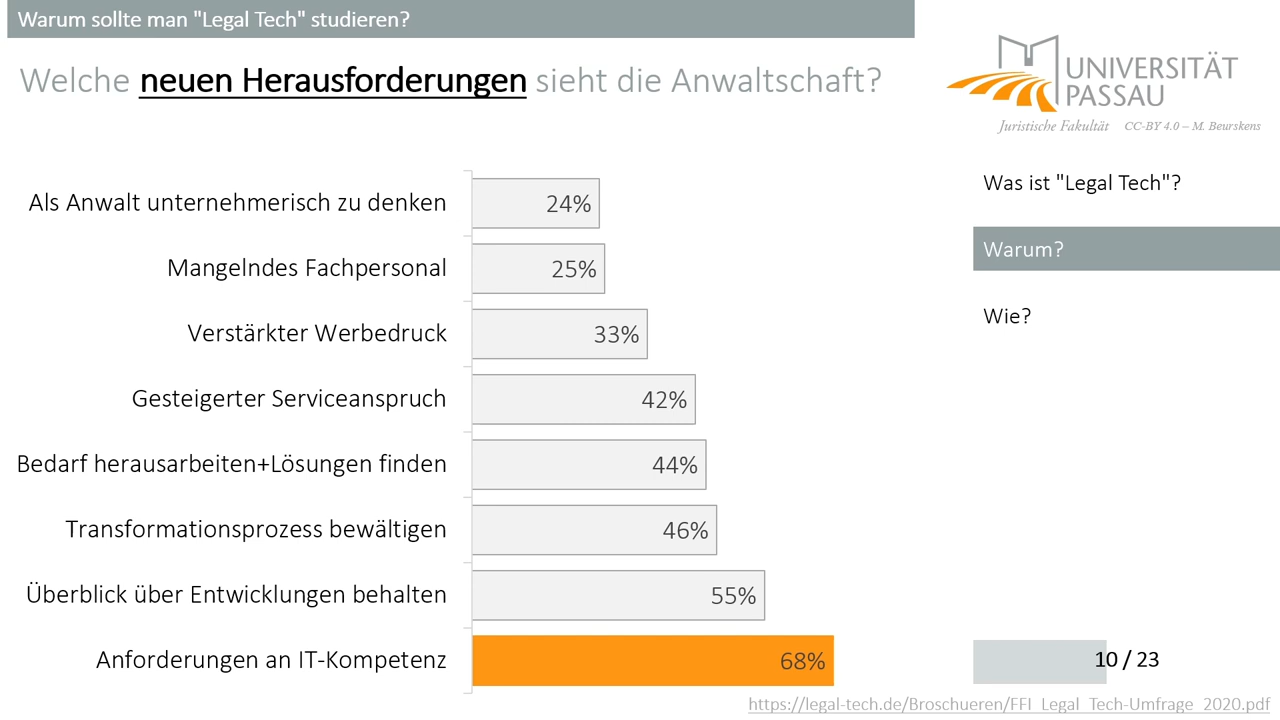 Warum sollte man "Legal Tech" studieren?
Welche neuen Herausforderungen sieht die Anwaltschaft?
UNIVERSITÄT
PASSAU
Juristische Fakultät CC-BY 4.0 – M. Beurskens
Als Anwalt unternehmerisch zu denken 24%
Mangelndes Fachpersonal 25%
Verstärkter Werbedruck 33%
Gesteigerter Serviceanspruch 42%
Bedarf herausarbeiten+Lösungen finden 44%
Transformationsprozess bewältigen 46%
Überblick über Entwicklungen behalten 55%
Anforderungen an IT-Kompetenz 68%
Was ist "Legal Tech"?
Warum?
Wie?
10 / 23
https://legal-tech.de/Broschueren/FFI_Legal_Tech-Umfrage_2020.pdf